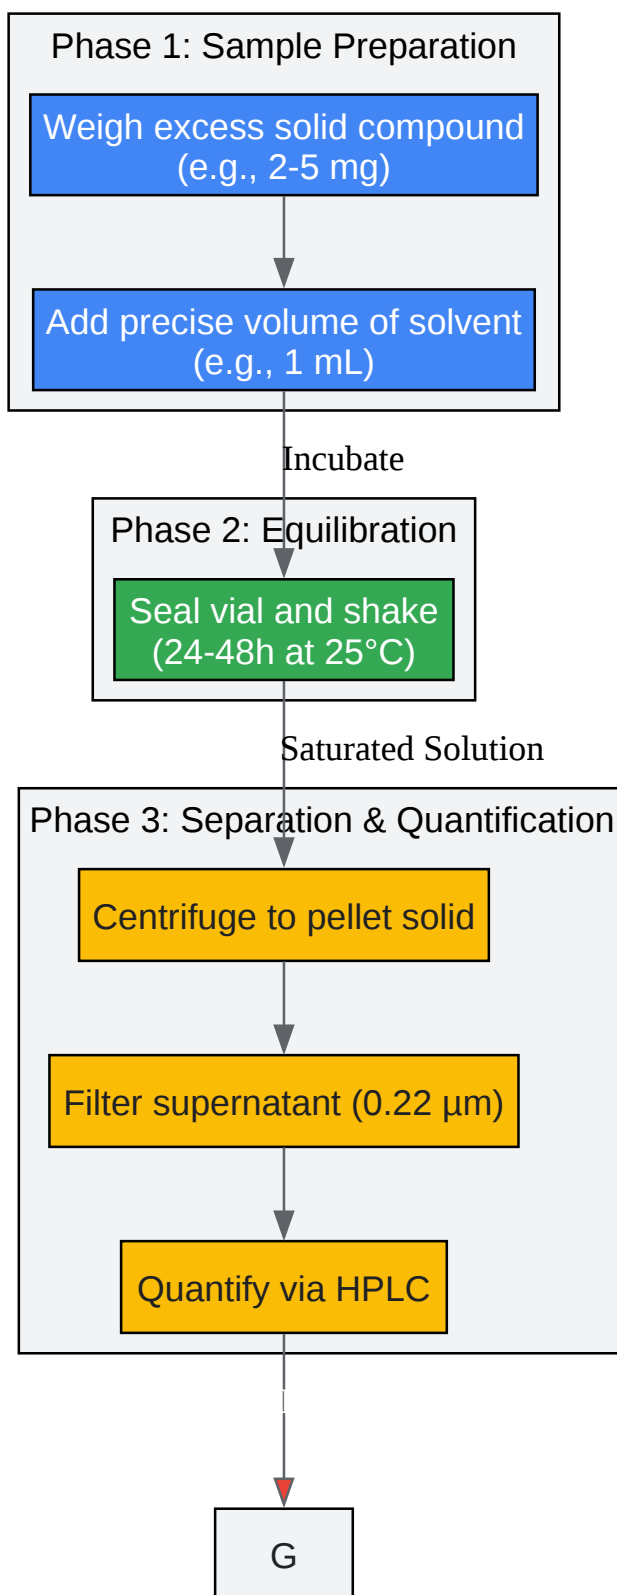 Phase 1: Sample Preparation
Weigh excess solid compound
(e.g., 2-5 mg)
Add precise volume of solvent
(e.g., 1 mL)
Incubate
Phase 2: Equilibration
Seal vial and shake
(24-48h at 25°C)
Saturated Solution
Phase 3: Separation & Quantification
Centrifuge to pellet solid
Filter supernatant (0.22 µm)
Quantify via HPLC
G